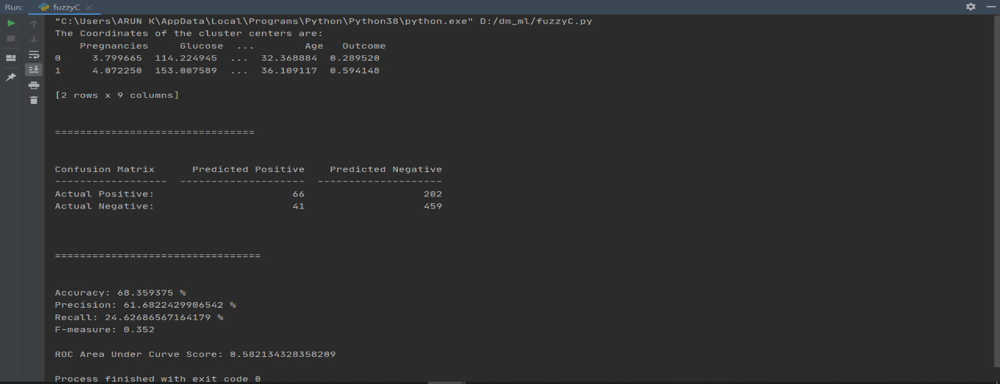 Run: fuzzyC
"C:\Users\ARUN K\AppData\Local\Programs\Python\Python38\python.exe" D:/dm_ml/fuzzyC.py
The Coordinates of the cluster centers are:
    Pregnancies     Glucose  ...        Age   Outcome
0     3.799665  114.224945  ...  32.368884  0.289520
1     4.072250  153.007589  ...  36.109117  0.594148
[2 rows x 9 columns]
================================
Confusion Matrix      Predicted Positive    Predicted Negative
------------------  --------------------  --------------------
Actual Positive:                      66                   202
Actual Negative:                      41                   459
=================================
Accuracy: 68.359375 %
Precision: 61.6822429906542 %
Recall: 24.62686567164179 %
F-measure: 0.352
ROC Area Under Curve Score: 0.582134328358209
Process finished with exit code 0